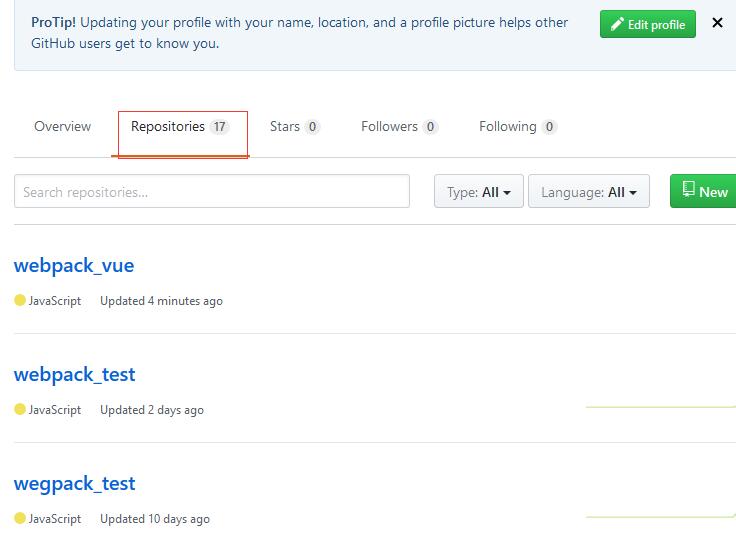 ProTip! Updating your profile with your name, location, and a profile picture helps other
GitHub users get to know you.
Edit profile
Overview Repositories 17 Stars 0 Followers 0 Following 0
Search repositories...
Type: All
Language: All
New
webpack_vue
JavaScript Updated 4 minutes ago
webpack_test
JavaScript Updated 2 days ago
wegpack_test
JavaScript Updated 10 days ago